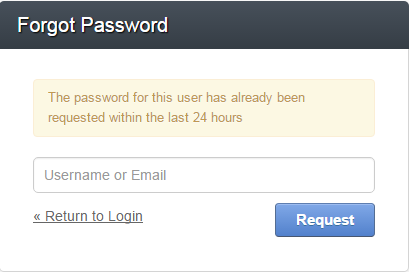 Forgot Password
The password for this user has already been
requested within the last 24 hours
Username or Email
« Return to Login
Request